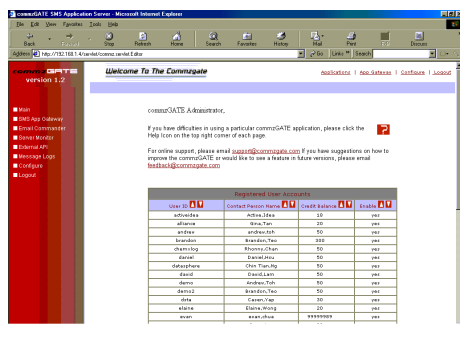 commzGATE SMS Application Server - Microsoft Internet Explorer
File Edit View Favorites Tools Help
Back Forward Stop Refresh Home Search Favorites History Mail Print Edit Discuss
Address http://192.168.1.4/servlet/commz.servlet.Editor Go Links Search
commzGATE
version 1.2
Welcome To The Commzgate
Applications | App Gateway | Configure | Logout
Main
SMS App Gateway
Email Commander
Server Monitor
External API
Message Logs
Configure
Logout
commGATE Administrator,
If you have difficulties in using a particular commzGATE application, please click the
Help Icon on the top right corner of each page.
For online support, please email support@commzgate.com If you have suggestions on how to
improve the commzGATE or would like to see a feature in future versions, please email
feedback@commzgate.com
Registered User Accounts
User ID Contact Person Name Credit Balance Enable
activeidea Active,Idea 10 yes
alliance Gina,Tan 20 yes
andrew andrew,toh 50 yes
brandon Brandon,Teo 300 yes
chemxlog Rhonny,Chan 50 yes
daniel Daniel,Hsu 50 yes
datasphere Chin Tian,Ng 50 yes
david David,Lam 50 yes
demo Andrew,Toh 50 yes
demo2 Brandon,Teo 50 yes
dsta Caren,Yap 30 yes
elaine Elaine,Wong 20 yes
evan evan,chua 99999989 yes